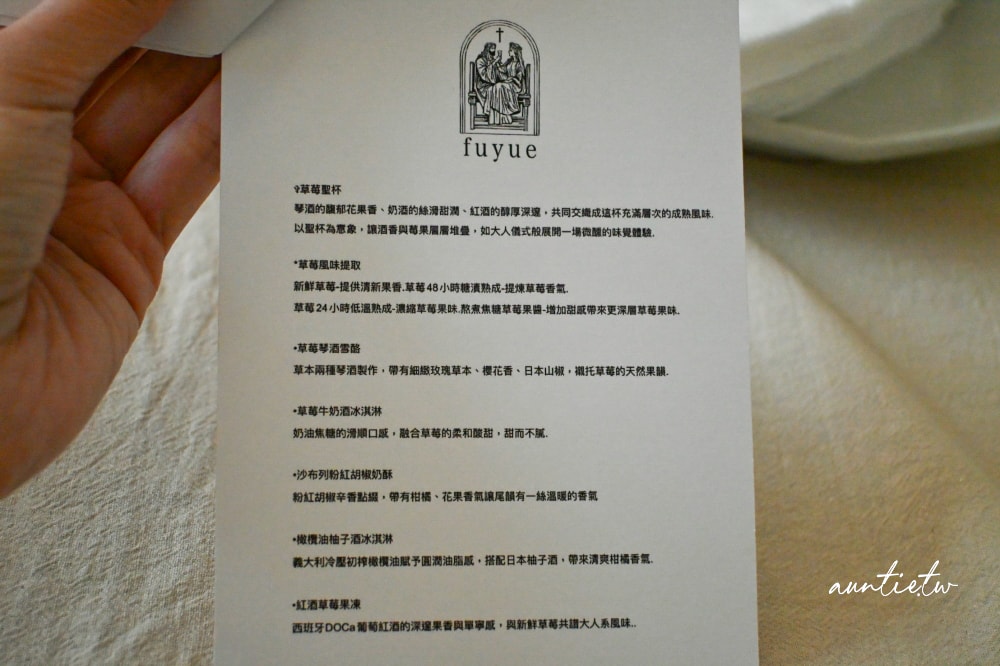 fuyue
✞草莓聖杯
琴酒的馥郁花果香、奶酒的絲滑甜潤、紅酒的醇厚深邃，共同交織成這杯充滿層次的成熟風味.
以聖杯為意象，讓酒香與莓果層層堆疊，如大人儀式般展開一場微醺的味覺體驗.
*草莓風味提取
新鮮草莓-提供清新果香.草莓48小時糖漬熟成-提煉草莓香氣.
草莓24小時低溫熟成-濃縮草莓果味.熬煮焦糖草莓果醬-增加甜感帶來更深層草莓果味.
•草莓琴酒雪酪
草本兩種琴酒製作，帶有細緻玫瑰草本、櫻花香、日本山椒，襯托草莓的天然果韻.
•草莓牛奶酒冰淇淋
奶油焦糖的滑順口感，融合草莓的柔和酸甜，甜而不膩.
•沙布列粉紅胡椒奶酥
粉紅胡椒辛香點綴，帶有柑橘、花果香氣讓尾韻有一絲溫暖的香氣
•橄欖油柚子酒冰淇淋
義大利冷壓初榨橄欖油賦予圓潤油脂感，搭配日本柚子酒，帶來清爽柑橘香氣.
•紅酒草莓果凍
西班牙DOCa葡萄紅酒的深邃果香與單寧感，與新鮮草莓共譜大人系風味..
auntie.tw